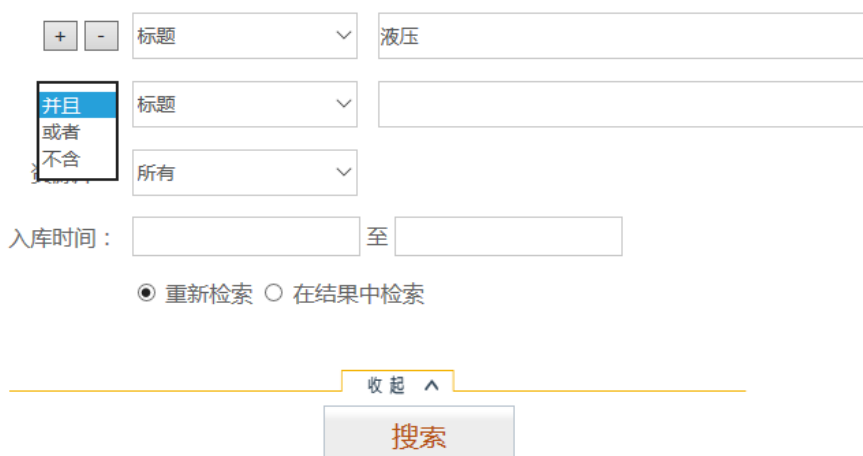 + - 标题 液压
并且 标题
或者
不含
所有
入库时间： 至
重新检索 在结果中检索
收起
搜索